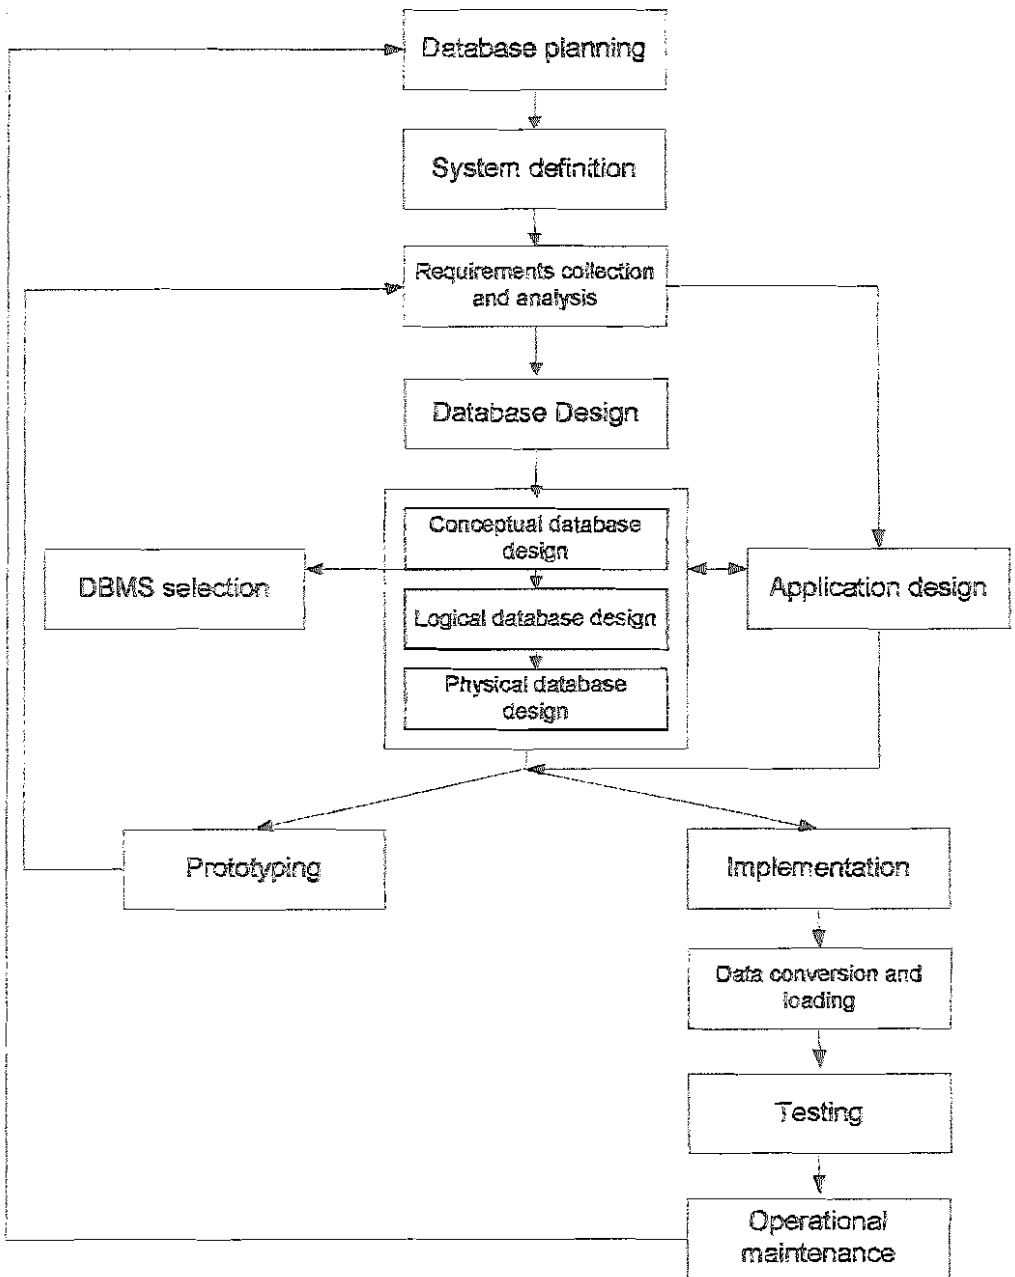 Database planning
System definition
Requirements collection
and analysis
Database Design
Conceptual database
design
DBMS selection
Logical database design
Application design
Physical database
design
Prototyping
Implementation
Data conversion and
loading
Testing
Operational
maintenance